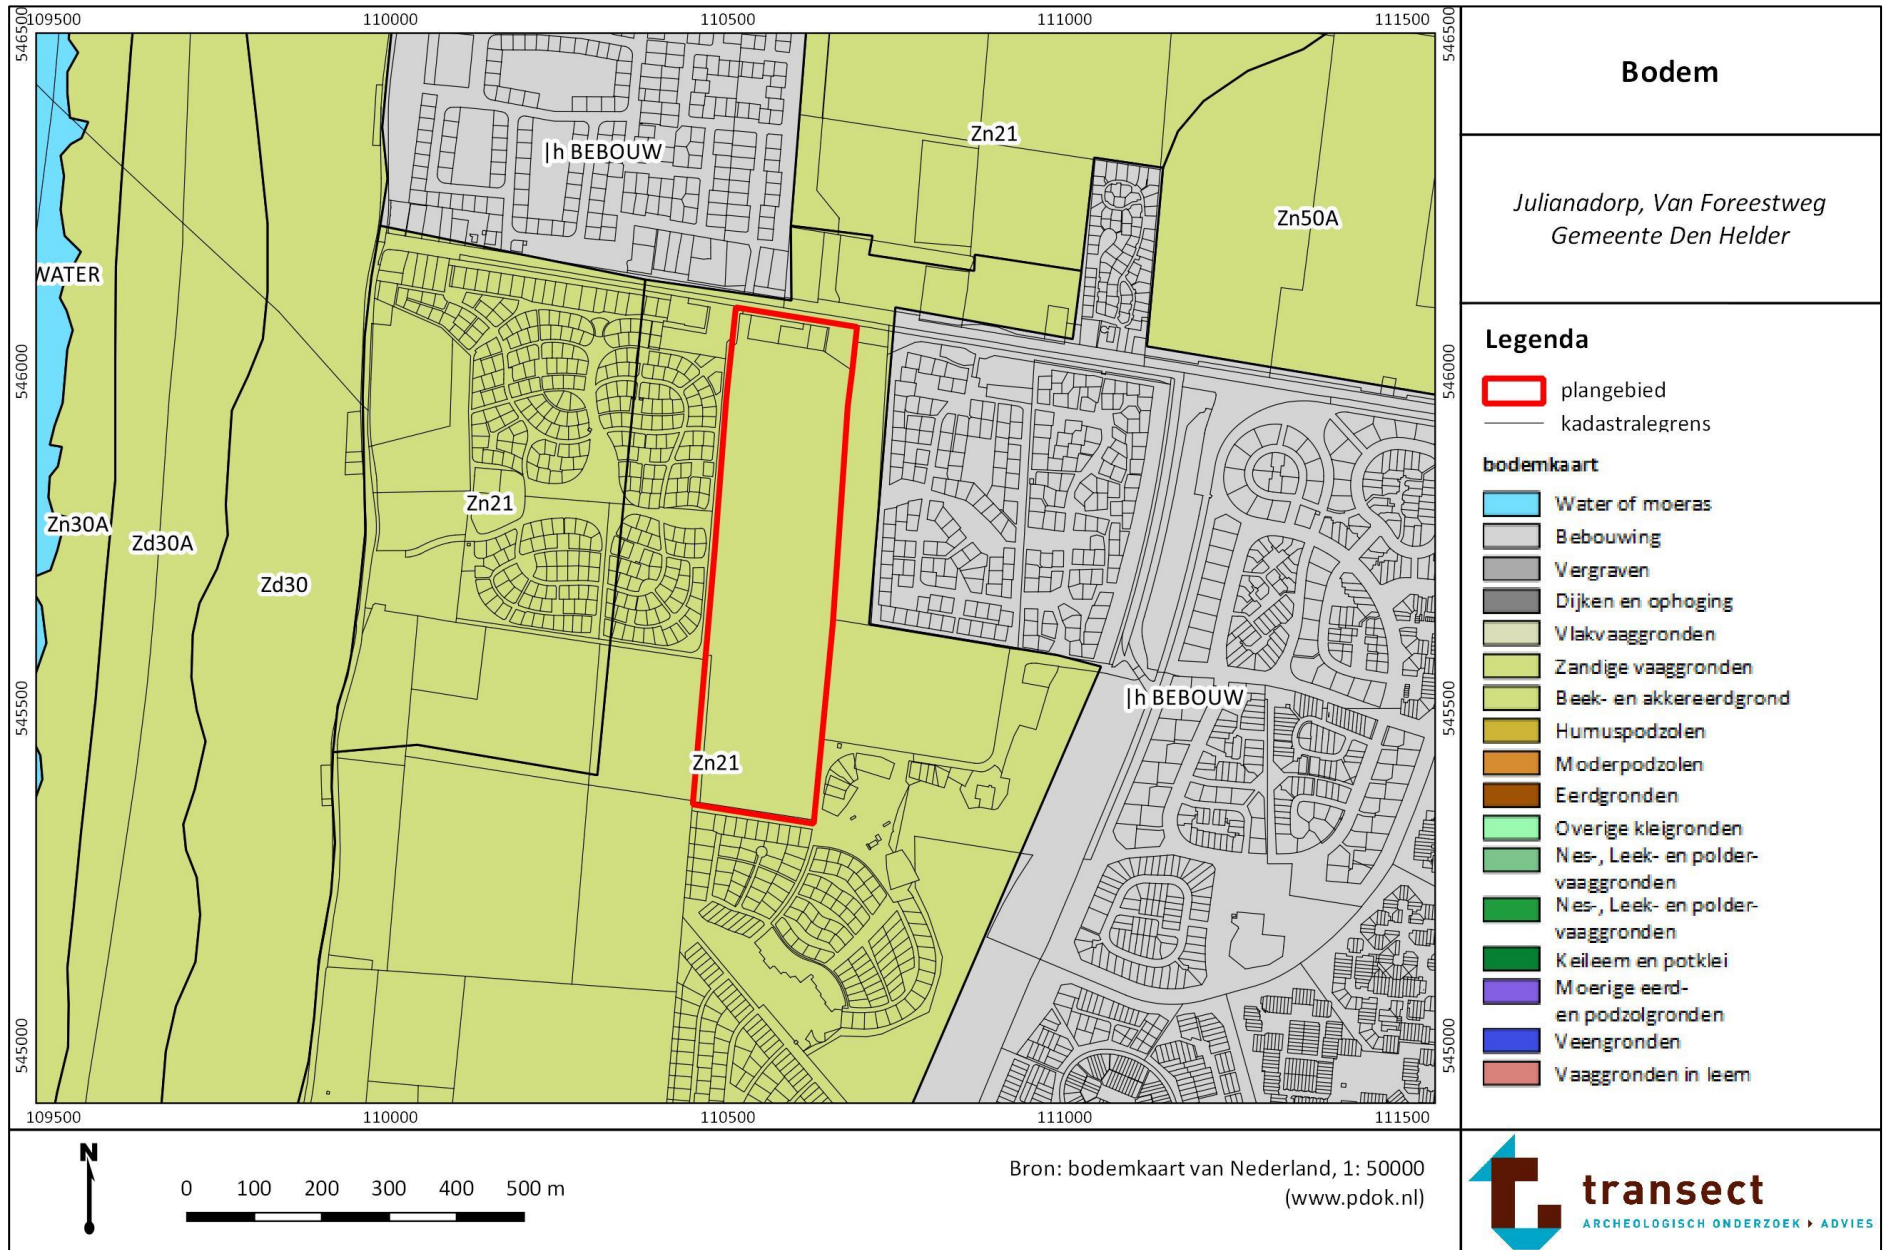 109500
110000
110500
111000
111500
546500
546500
|h BEBOUW
Zn21
Zn50A
WATER
546000
546000
Zn21
Zn30A
Zd30A
Zd30
|h BEBOUW
545500
545500
Zn21
545000
545000
109500
110000
110500
111000
111500
Bodem
Julianadorp, Van Foreestweg
Gemeente Den Helder
Legenda
plangebied
kadastralegrens
bodemkaart
Water of moeras
Bebouwing
Vergraven
Dijken en ophoging
Vlakvaaggronden
Zandige vaaggronden
Beek- en akkereerdgrond
Humuspodzolen
Moderpodzolen
Eerdgronden
Overige kleigronden
Nes-, Leek- en polder-
vaaggronden
Nes-, Leek- en polder-
vaaggronden
Keileem en potklei
Moerige eerd-
en podzolgronden
Veengronden
Vaaggronden in leem
N
0 100 200 300 400 500 m
Bron: bodemkaart van Nederland, 1: 50000
(www.pdok.nl)
transect
ARCHEOLOGISCH ONDERZOEK ▸ ADVIES